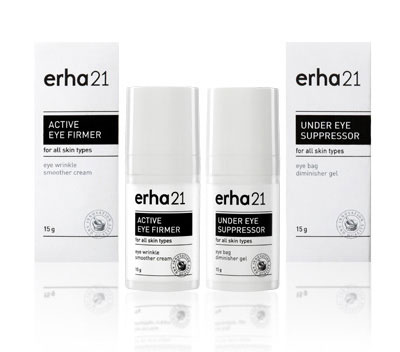 erha21
ACTIVE
EYE FIRMER
for all skin types
eye wrinkle
smoother cream
15 g
erha21
ACTIVE
EYE FIRMER
for all skin types
eye wrinkle
smoother cream
15 g
erha21
UNDER EYE
SUPPRESSOR
for all skin types
eye bag
diminisher gel
15 g
erha21
UNDER EYE
SUPPRESSOR
for all skin types
eye bag
diminisher gel
15 g